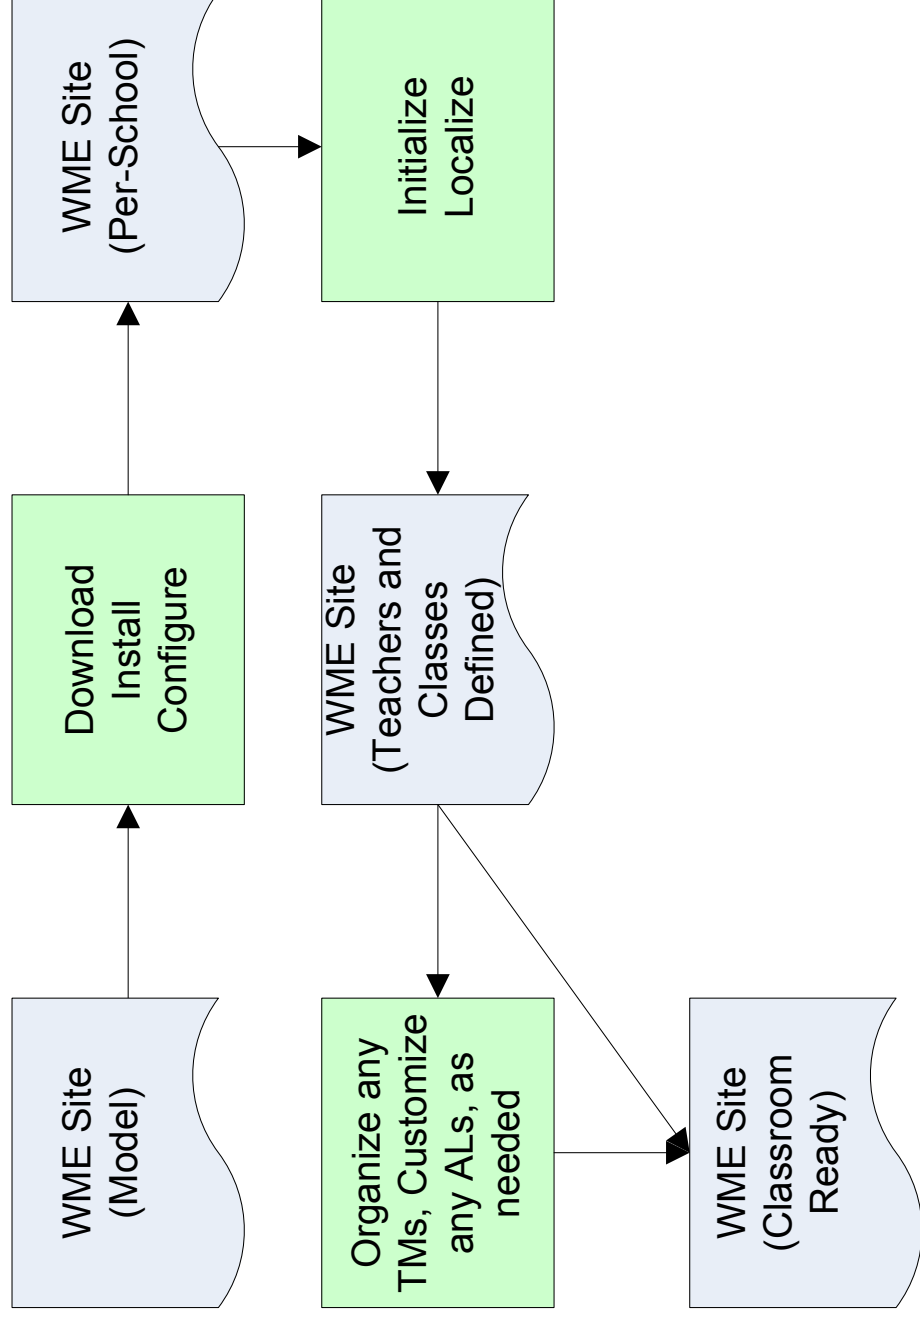 WME Site
(Model)
Download
Install
Configure
WME Site
(Per-School)
Initialize
Localize
WME Site
(Teachers and
Classes
Defined)
Organize any
TMs, Customize
any ALs, as
needed
WME Site
(Classroom
Ready)